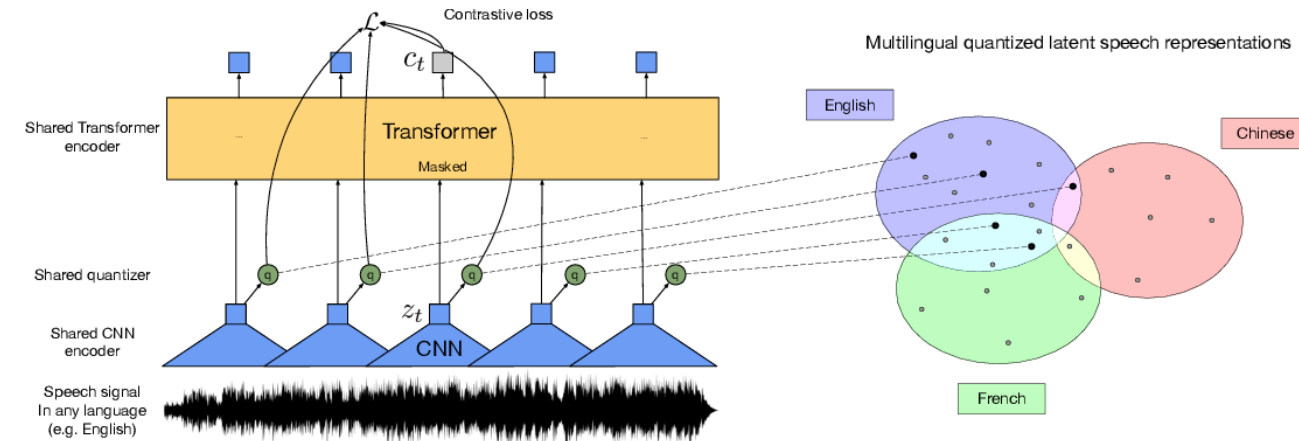 Contrastive loss
ℒ
c_t
Multilingual quantized latent speech representations
English
Chinese
Shared Transformer
encoder
...
Transformer
...
Masked
Shared quantizer
q
q
q
q
q
z_t
Shared CNN
encoder
CNN
French
Speech signal
In any language
(e.g. English)